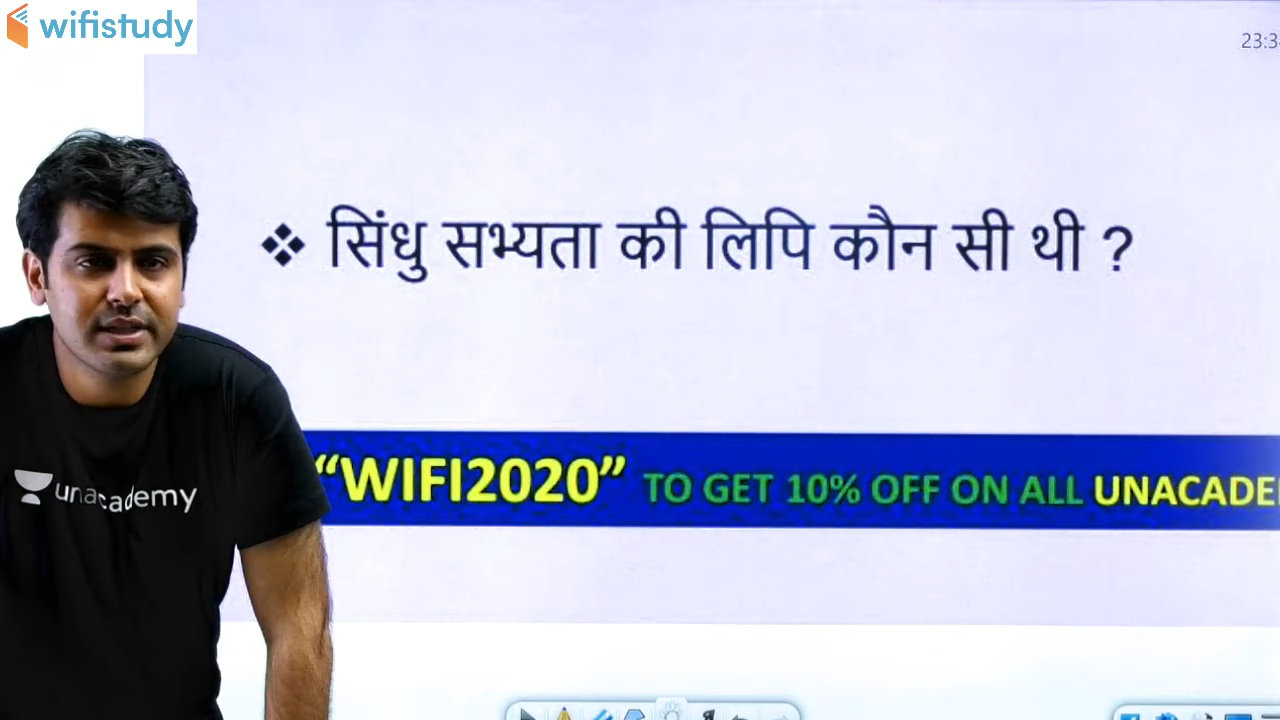 wifistudy
23:3
❖ सिंधु सभ्यता की लिपि कौन सी थी ?
“WIFI2020” TO GET 10% OFF ON ALL UNACADE
unacademy